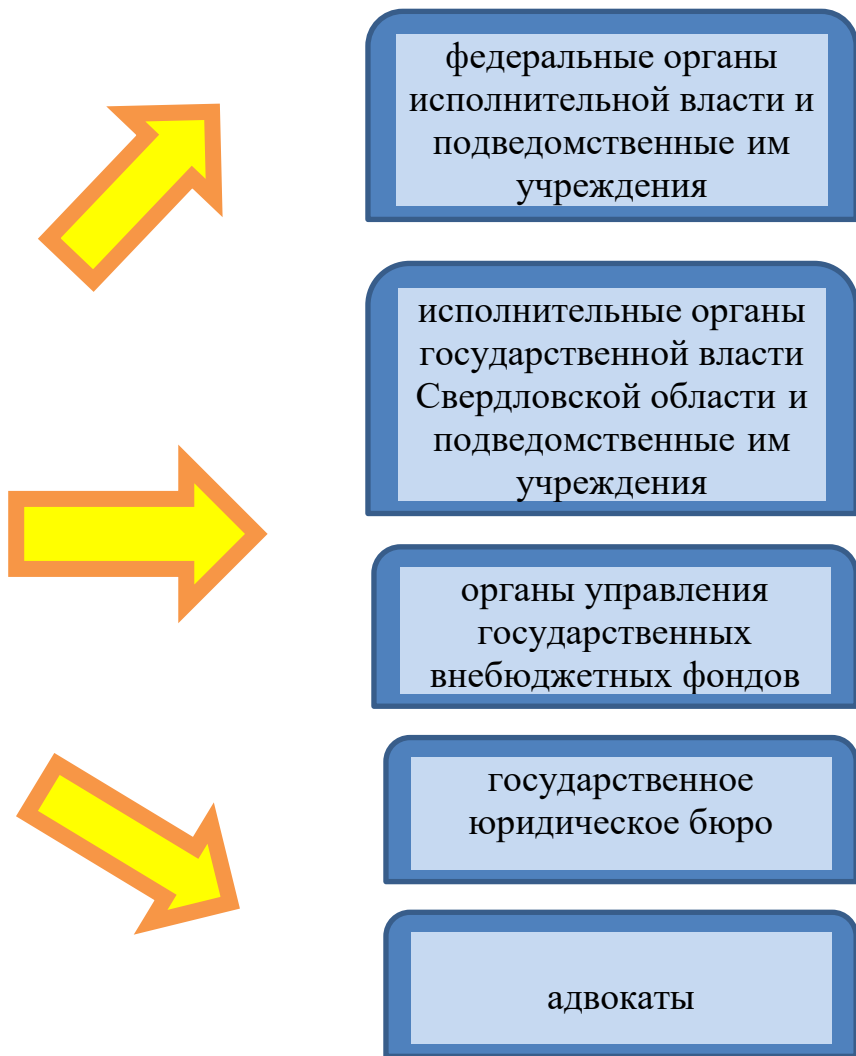 федеральные органы
исполнительной власти и
подведомственные им
учреждения
исполнительные органы
государственной власти
Свердловской области и
подведомственные им
учреждения
органы управления
государственных
внебюджетных фондов
государственное
юридическое бюро
адвокаты